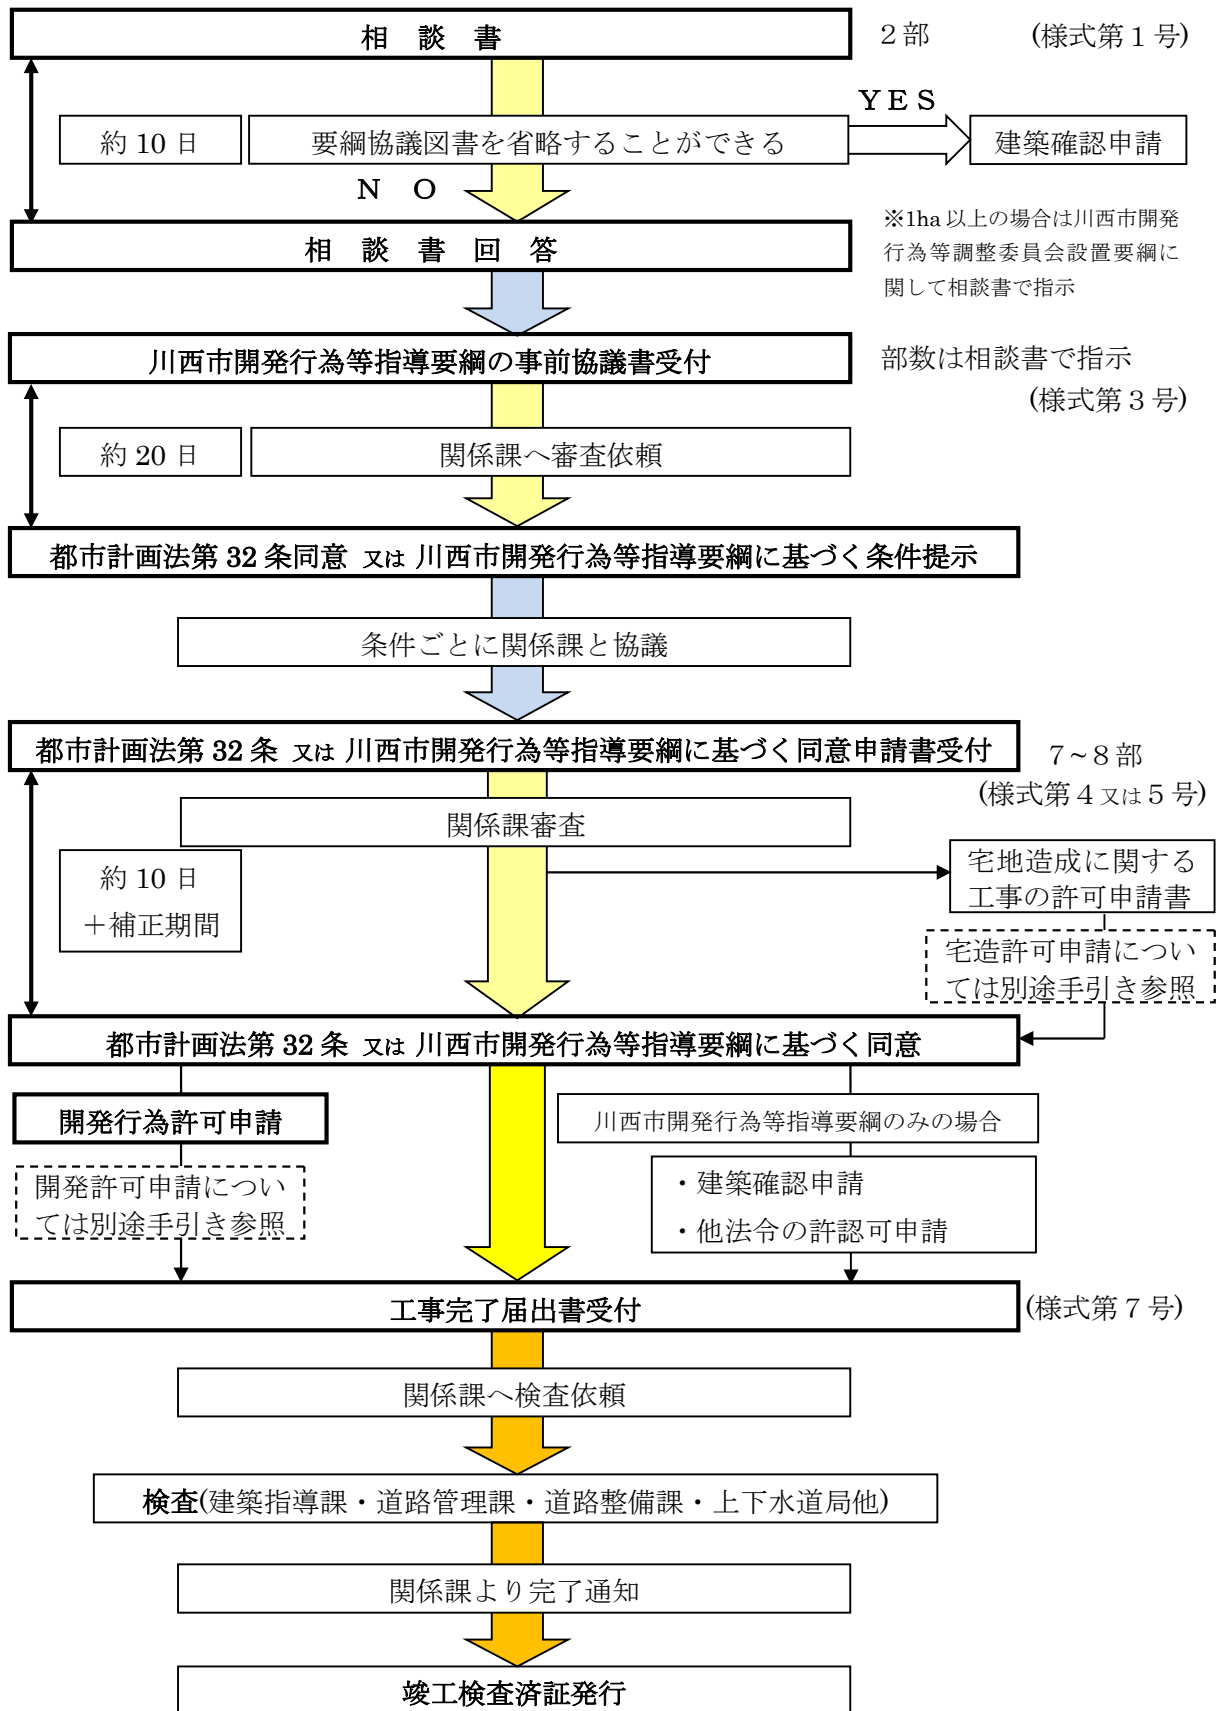 相　談　書
２部
(様式第１号)
ＹＥＳ
約 10 日
要綱協議図書を省略することができる
建築確認申請
Ｎ　Ｏ
相　談　書　回　答
※1ha 以上の場合は川西市開発
行為等調整委員会設置要綱に
関して相談書で指示
川西市開発行為等指導要綱の事前協議書受付
部数は相談書で指示
(様式第３号)
約 20 日
関係課へ審査依頼
都市計画法第 32 条同意 又は 川西市開発行為等指導要綱に基づく条件提示
条件ごとに関係課と協議
都市計画法第 32 条 又は 川西市開発行為等指導要綱に基づく同意申請書受付
７~８部
(様式第４又は５号)
関係課審査
約 10 日
＋補正期間
宅地造成に関する
工事の許可申請書
宅造許可申請につい
ては別途手引き参照
都市計画法第 32 条 又は 川西市開発行為等指導要綱に基づく同意
開発行為許可申請
川西市開発行為等指導要綱のみの場合
開発許可申請につい
ては別途手引き参照
・建築確認申請
・他法令の許認可申請
工事完了届出書受付
(様式第７号)
関係課へ検査依頼
検査(建築指導課・道路管理課・道路整備課・上下水道局他)
関係課より完了通知
竣工検査済証発行